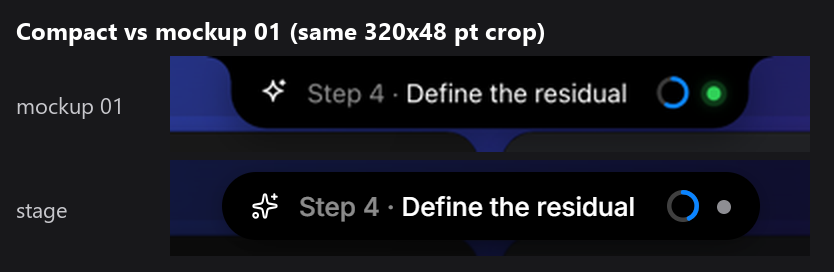 Compact vs mockup 01 (same 320x48 pt crop)
mockup 01
Step 4 · Define the residual
stage
Step 4 · Define the residual